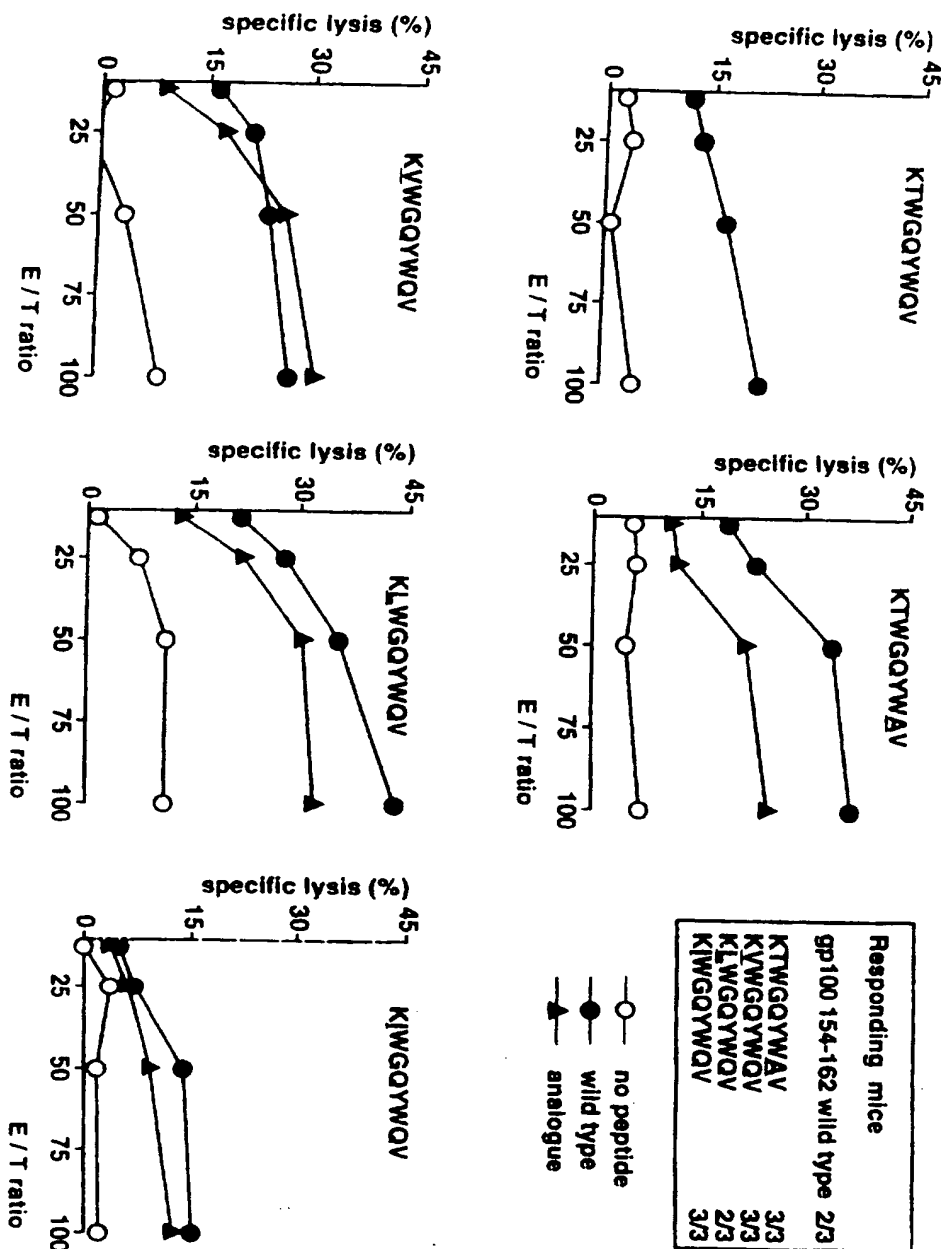 KTWGQYWQV
specific lysis (%)
45
30
15
0
25
50
75
100
E / T ratio
KTWGQYWAV
specific lysis (%)
45
30
15
0
25
50
75
100
E / T ratio
Responding mice
gp100 154-162 wild type 2/3
KTWGQYWAV 3/3
KVWGQYWQV 3/3
KLWGQYWQV 2/3
KIWGQYWQV 3/3
no peptide
wild type
analogue
KVWGQYWQV
specific lysis (%)
45
30
15
0
25
50
75
100
E / T ratio
KLWGQYWQV
specific lysis (%)
45
30
15
0
25
50
75
100
E / T ratio
KIWGQYWQV
specific lysis (%)
45
30
15
0
25
50
75
100
E / T ratio